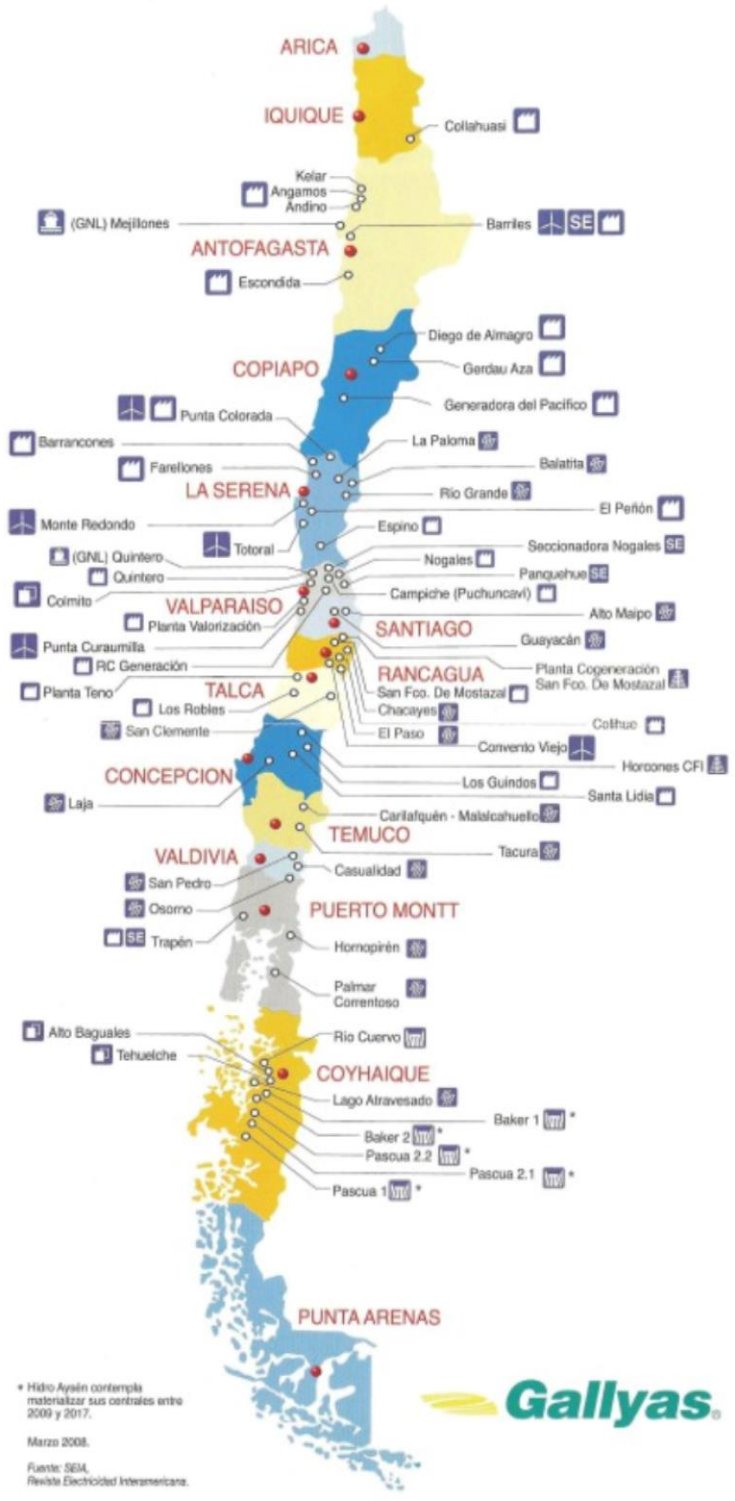 ARICA
IQUIQUE
Collahuasi
Kelar
Angamos
Andino
(GNL) Mejillones
Barriles
SE
ANTOFAGASTA
Escondida
Diego de Almagro
COPIAPO
Gerdau Aza
Generadora del Pacífico
Punta Colorada
La Paloma
Barrancones
Farellones
Balatita
LA SERENA
Río Grande
El Peñón
Monte Redondo
Espino
Totoral
Seccionadora Nogales SE
(GNL) Quintero
Nogales
Quintero
Panquehue SE
Colmito
Campiche (Puchuncaví)
VALPARAISO
Alto Maipo
Planta Valorización
SANTIAGO
Guayacán
Punta Curaumilla
RC Generación
Planta Cogeneración
San Fco. De Mostazal
RANCAGUA
Planta Teno
TALCA
San Fco. De Mostazal
Los Robles
Chacayes
Colihue
San Clemente
El Paso
Convento Viejo
Horcones CFI
CONCEPCION
Los Guindos
Santa Lidia
Laja
Carilafquén - Malalcahuello
TEMUCO
Tacura
VALDIVIA
Casualidad
San Pedro
Osorno
PUERTO MONTT
SE Trapén
Hornopirén
Palmar
Correntoso
Alto Baguales
Río Cuervo
Tehuelche
COYHAIQUE
Lago Atravesado
Baker 1 *
Baker 2 *
Pascua 2.2 *
Pascua 2.1 *
Pascua 1 *
PUNTA ARENAS
* Hidro Aysén contempla
materializar sus centrales entre
2009 y 2017.
Marzo 2008.
Fuente: SEIA,
Revista Electricidad Interamericana.
Gallyas®